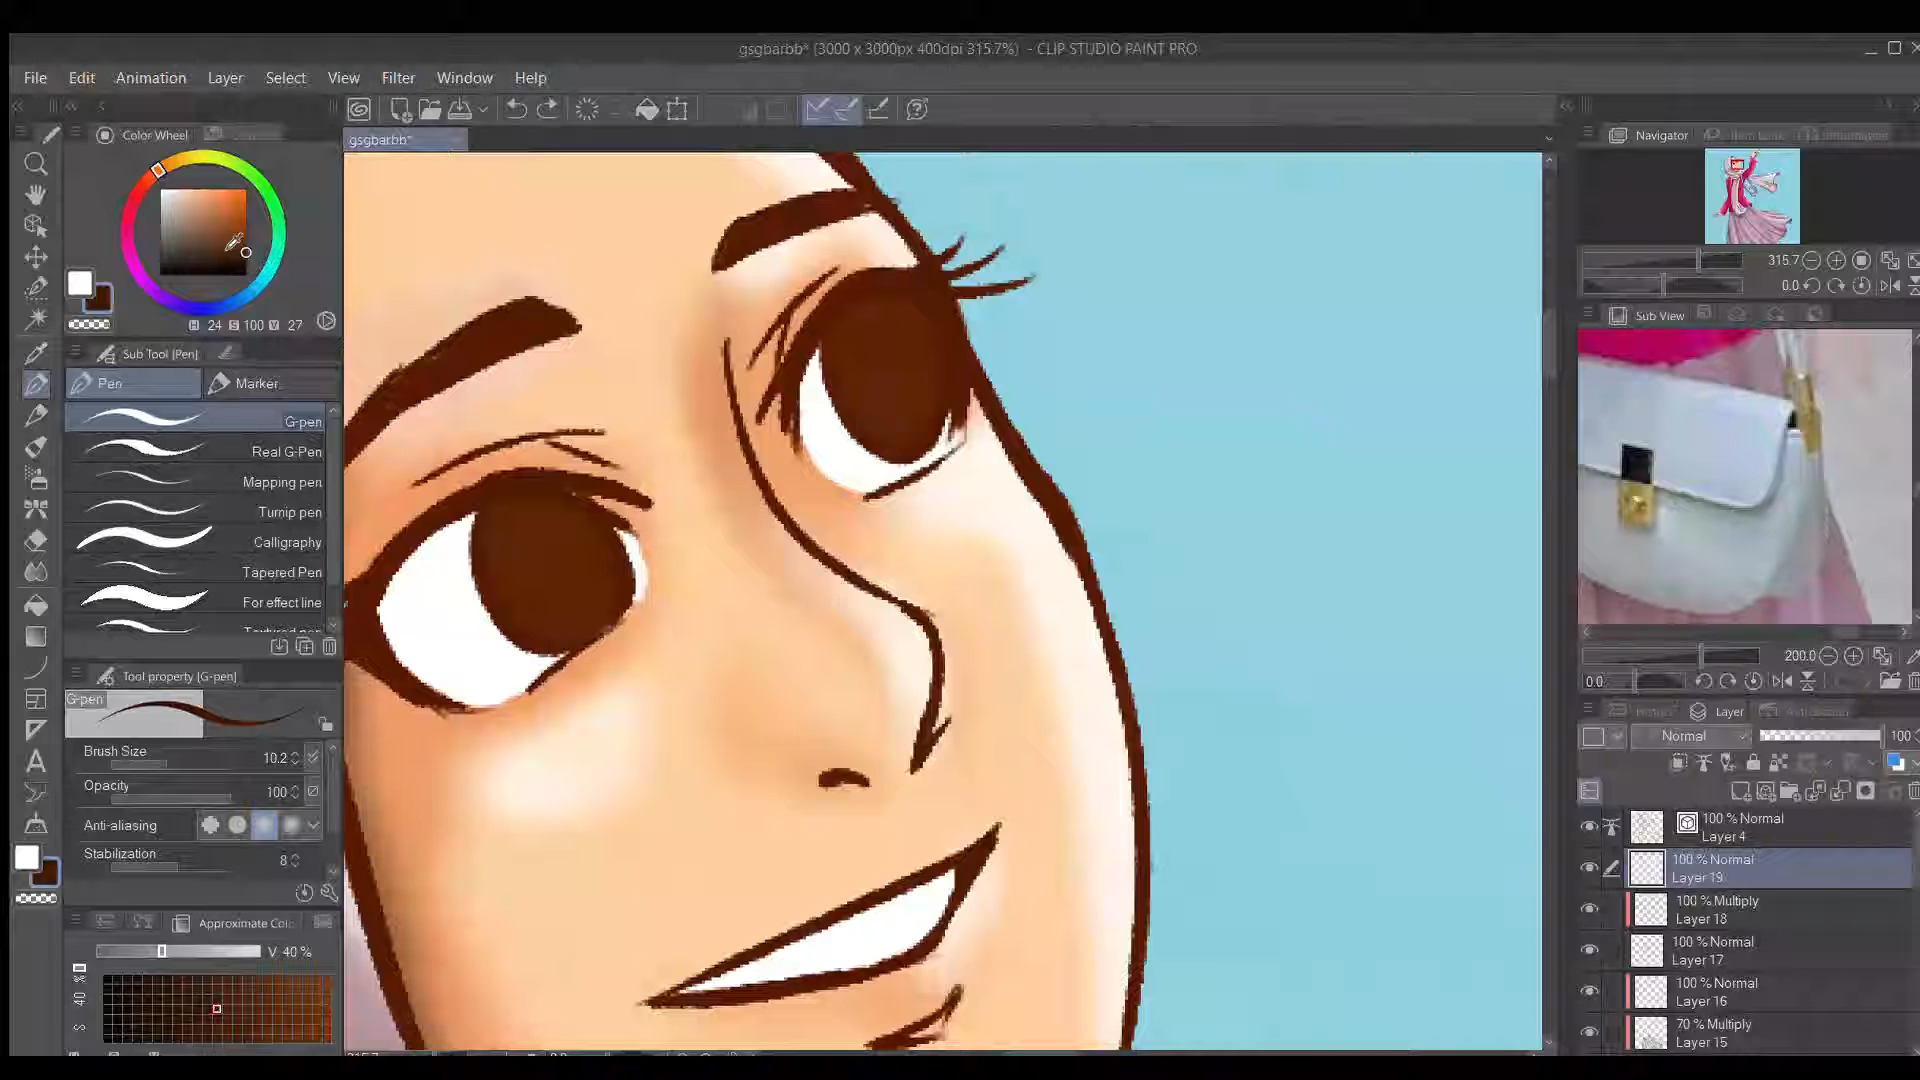 gsgbarbb* (3000 x 3000px 400dpi 315.7%) - CLIP STUDIO PAINT PRO
File Edit Animation Layer Select View Filter Window Help
Color Wheel
gsgbarbb*
Navigator
H 24 S 100 V 27
315.7
0.0
Sub Tool [Pen]
Sub View
Pen
Marker
G-pen
Real G-Pen
Mapping pen
Turnip pen
Calligraphy
Tapered Pen
For effect line
Textured pen
200.0
0.0
Tool property [G-pen]
G-pen
Layer
Normal
100
Brush Size
10.2
Opacity
100
Anti-aliasing
Stabilization
8
100 % Normal
Layer 4
100 % Normal
Layer 19
100 % Multiply
Layer 18
100 % Normal
Layer 17
100 % Normal
Layer 16
70 % Multiply
Layer 15
Approximate Col
V 40 %
S 40 %